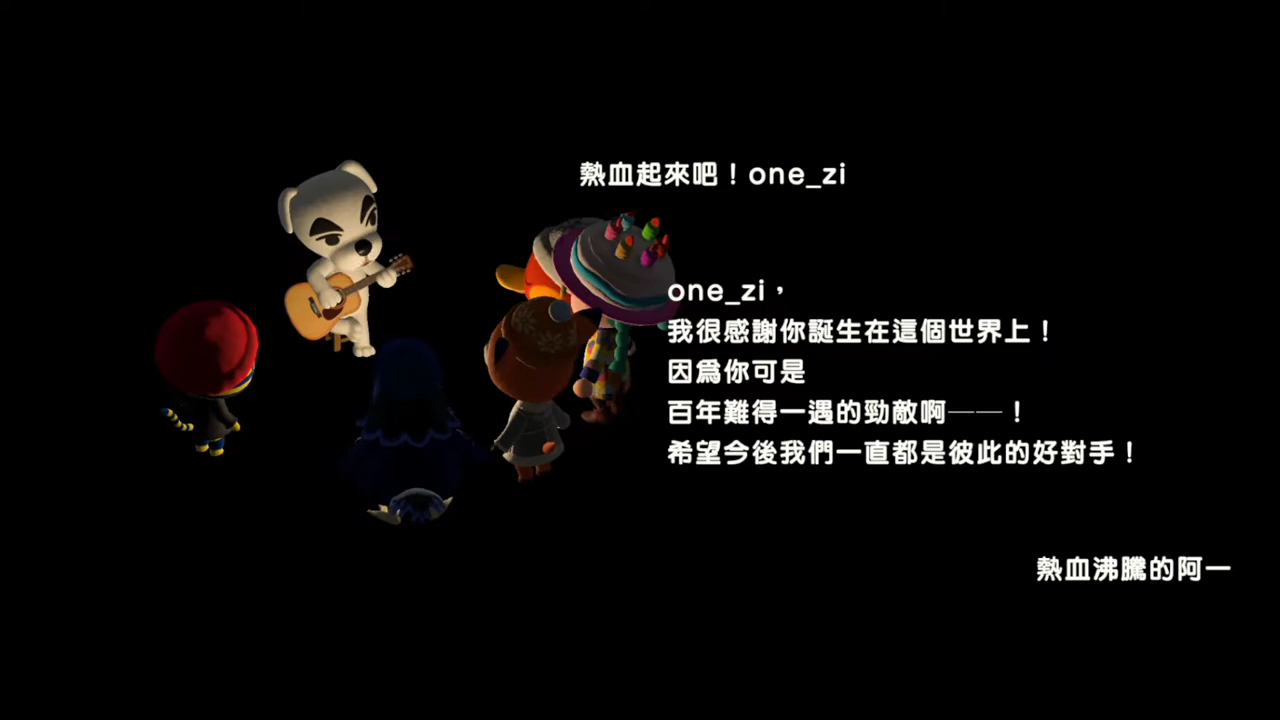 熱血起來吧！one_zi
one_zi，
我很感謝你誕生在這個世界上！
因為你可是
百年難得一遇的勁敵啊——！
希望今後我們一直都是彼此的好對手！
熱血沸騰的阿一